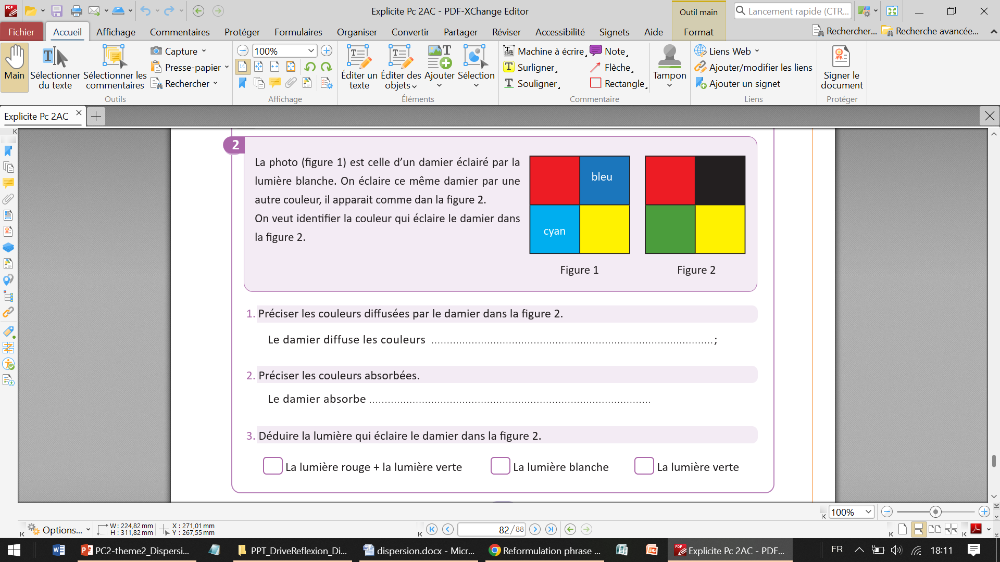 Explicite Pc 2AC - PDF-XChange Editor
Outil main
Lancement rapide (CTR...
Fichier
Accueil
Affichage
Commentaires
Protéger
Formulaires
Organiser
Convertir
Partager
Réviser
Accessibilité
Signets
Aide
Format
Rechercher...
Recherche avancée...
Main
Sélectionner
du texte
Sélectionner les
commentaires
Capture
Presse-papier
Rechercher
Outils
100%
Affichage
Éditer un
texte
Éditer des
objets
Ajouter
Sélection
Éléments
Machine à écrire
Surligner
Souligner
Note
Flèche
Rectangle
Commentaire
Tampon
Liens Web
Ajouter/modifier les liens
Ajouter un signet
Liens
Signer le
document
Protéger
Explicite Pc 2AC
2
La photo (figure 1) est celle d’un damier éclairé par la
lumière blanche. On éclaire ce même damier par une
autre couleur, il apparait comme dan la figure 2.
On veut identifier la couleur qui éclaire le damier dans
la figure 2.
bleu
cyan
Figure 1
Figure 2
1. Préciser les couleurs diffusées par le damier dans la figure 2.
Le damier diffuse les couleurs ..........................................................................................;
2. Préciser les couleurs absorbées.
Le damier absorbe ..........................................................................................
3. Déduire la lumière qui éclaire le damier dans la figure 2.
La lumière rouge + la lumière verte
La lumière blanche
La lumière verte
100%
Options...
W : 224,82 mm
H : 311,82 mm
X : 271,01 mm
Y : 267,55 mm
82 / 88
PC2-theme2_Dispersi...
PPT_DriveReflexion_Di...
dispersion.docx - Micr...
Reformulation phrase ...
Explicite Pc 2AC - PDF...
FR
18:11